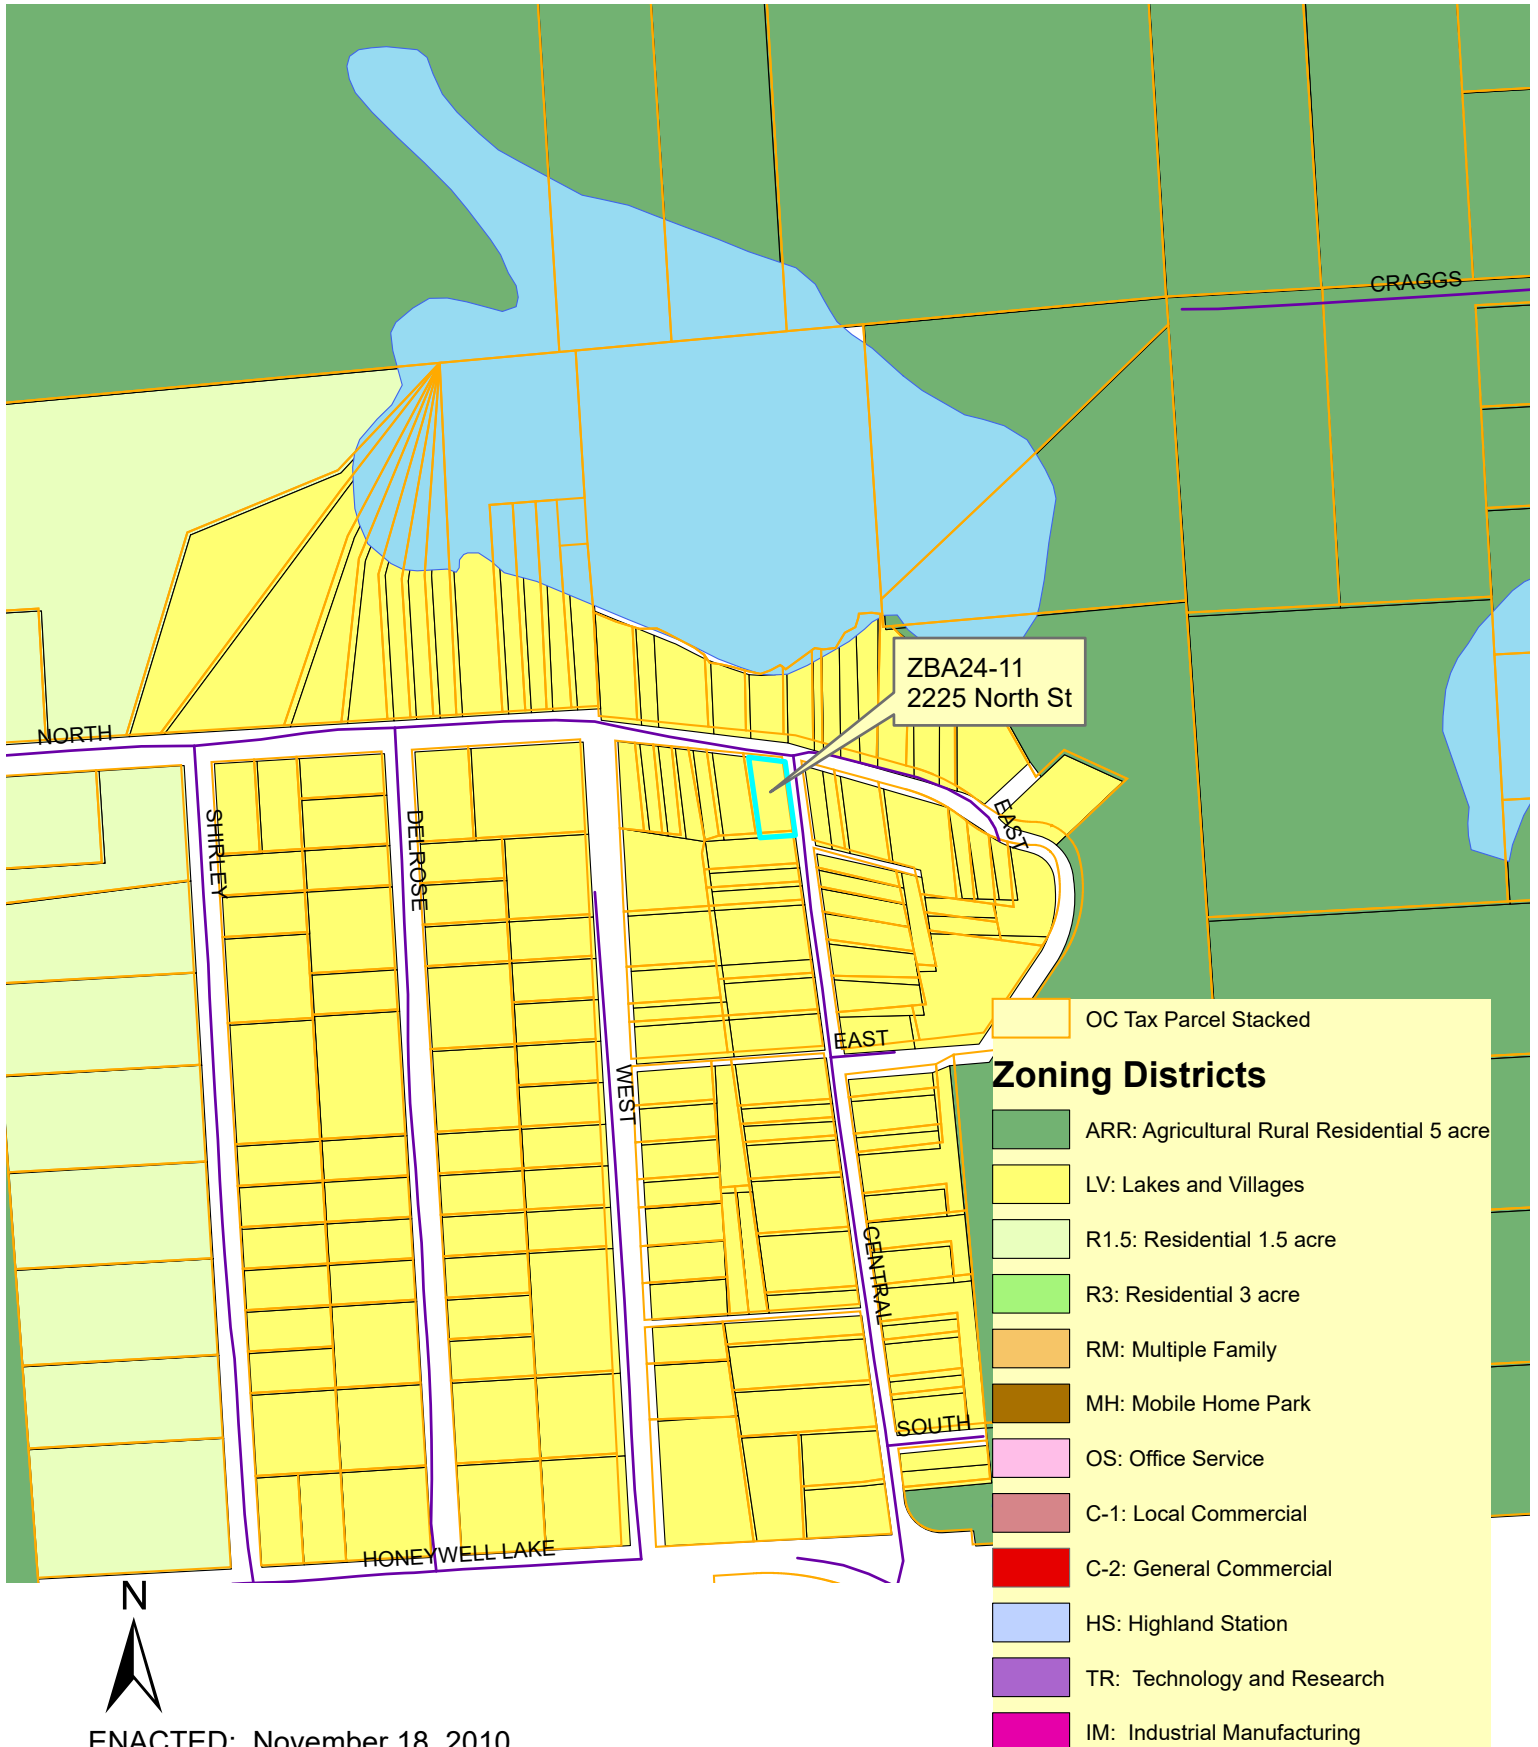 CRAGGS
ZBA24-11
2225 North St
NORTH
SHIRLEY
DELROSE
EAST
WEST
EAST
CENTRAL
SOUTH
HONEYWELL LAKE
OC Tax Parcel Stacked
Zoning Districts
ARR: Agricultural Rural Residential 5 acre
LV: Lakes and Villages
R1.5: Residential 1.5 acre
R3: Residential 3 acre
RM: Multiple Family
MH: Mobile Home Park
OS: Office Service
C-1: Local Commercial
C-2: General Commercial
HS: Highland Station
TR: Technology and Research
IM: Industrial Manufacturing
N
ENACTED: November 18, 2010